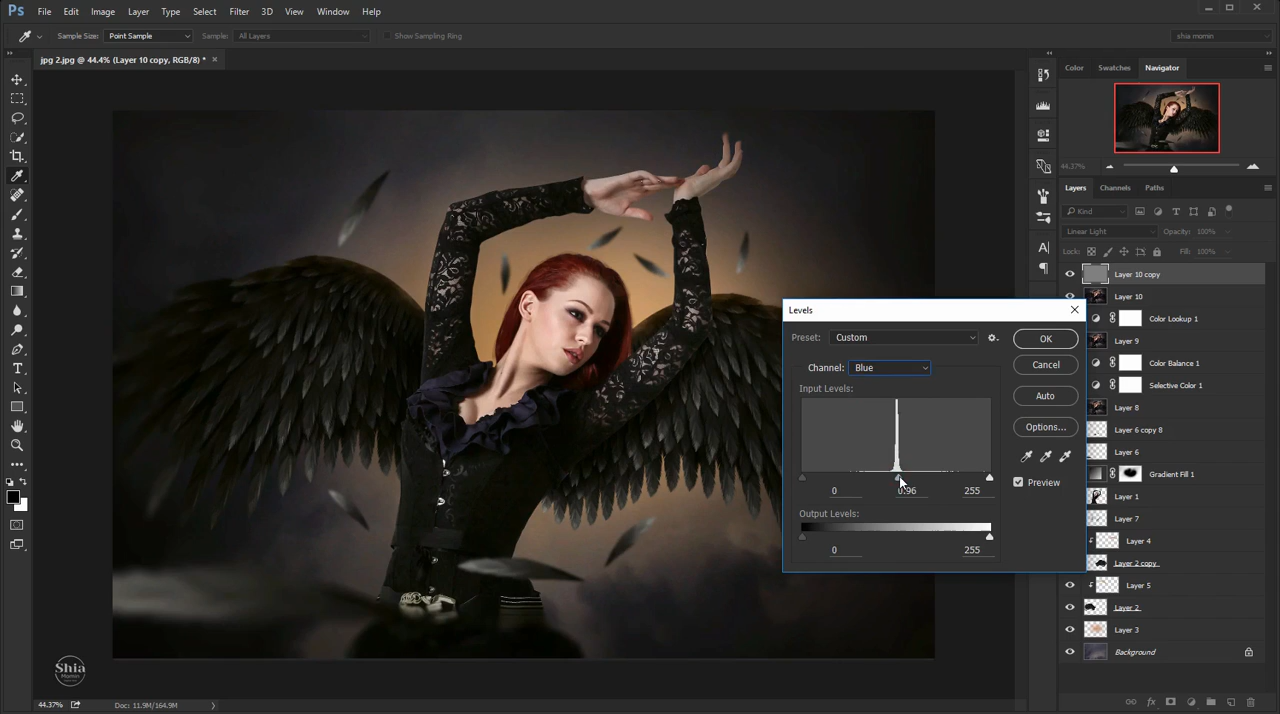 Ps File Edit Image Layer Type Select Filter 3D View Window Help
Sample Size: Point Sample Sample: All Layers Show Sampling Ring shia momin
jpg 2.jpg @ 44.4% (Layer 10 copy, RGB/8) *
Color Swatches Navigator
44.37%
Layers Channels Paths
Kind
Linear Light Opacity: 100%
Lock: Fill: 100%
Layer 10 copy
Layer 10
Color Lookup 1
Layer 9
Color Balance 1
Selective Color 1
Layer 8
Layer 6 copy 8
Layer 6
Gradient Fill 1
Layer 1
Layer 7
Layer 4
Layer 2 copy
Layer 5
Layer 2
Layer 3
Background
Levels
Preset: Custom
OK
Channel: Blue
Cancel
Input Levels:
Auto
Options...
Preview
0 0.96 255
Output Levels:
0 255
Shia
Momin
44.37% Doc: 11.9M/164.9M